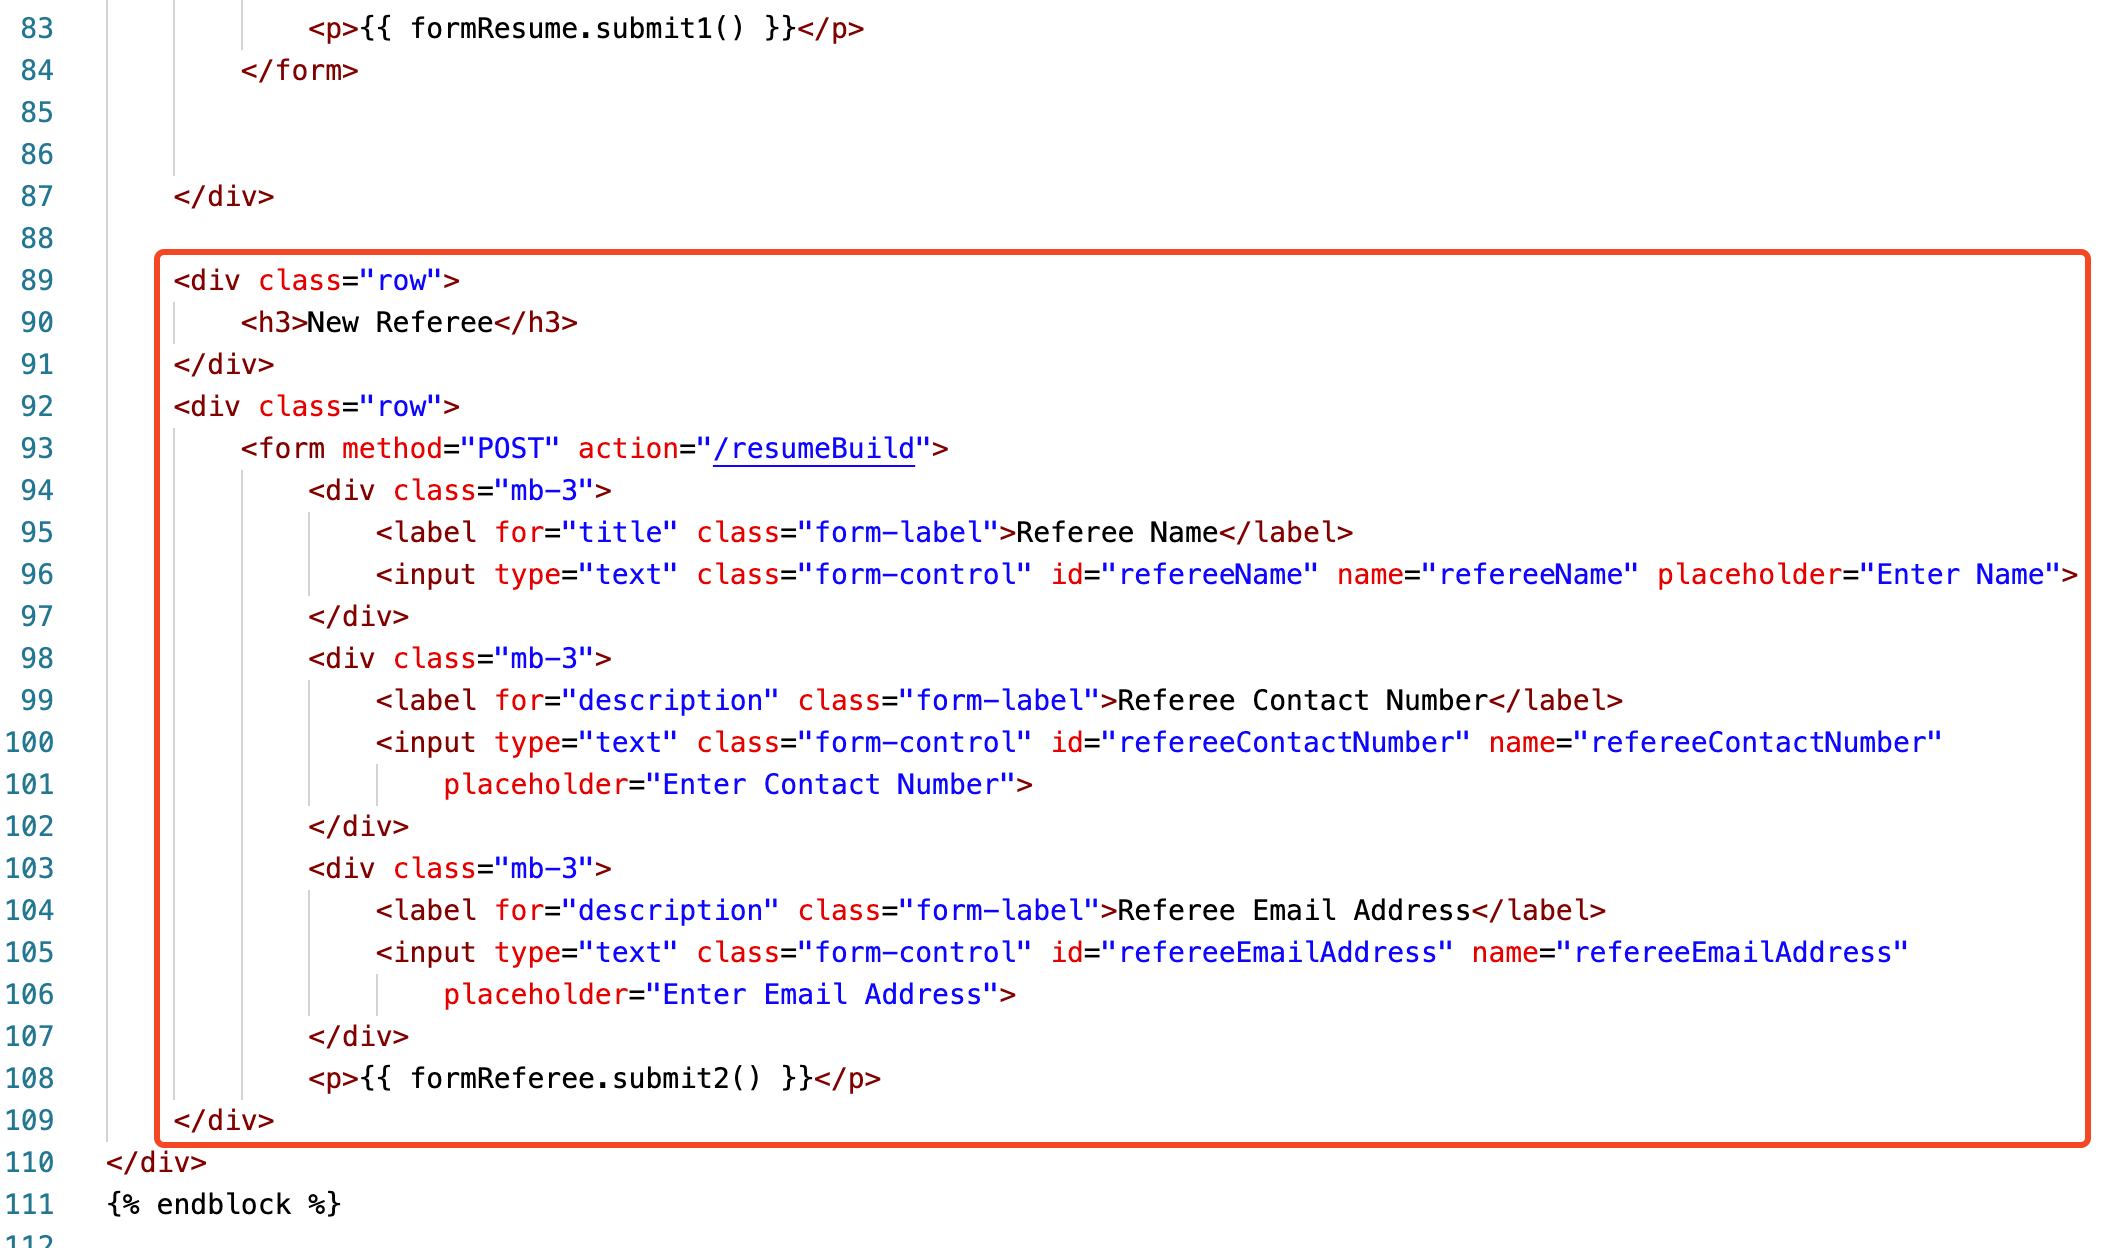 83 <p>{{ formResume.submit1() }}</p>
84 </form>
85
86
87 </div>
88
89 <div class="row">
90 <h3>New Referee</h3>
91 </div>
92 <div class="row">
93 <form method="POST" action="/resumeBuild">
94 <div class="mb-3">
95 <label for="title" class="form-label">Referee Name</label>
96 <input type="text" class="form-control" id="refereeName" name="refereeName" placeholder="Enter Name">
97 </div>
98 <div class="mb-3">
99 <label for="description" class="form-label">Referee Contact Number</label>
100 <input type="text" class="form-control" id="refereeContactNumber" name="refereeContactNumber"
101 placeholder="Enter Contact Number">
102 </div>
103 <div class="mb-3">
104 <label for="description" class="form-label">Referee Email Address</label>
105 <input type="text" class="form-control" id="refereeEmailAddress" name="refereeEmailAddress"
106 placeholder="Enter Email Address">
107 </div>
108 <p>{{ formReferee.submit2() }}</p>
109 </div>
110 </div>
111 {% endblock %}
112